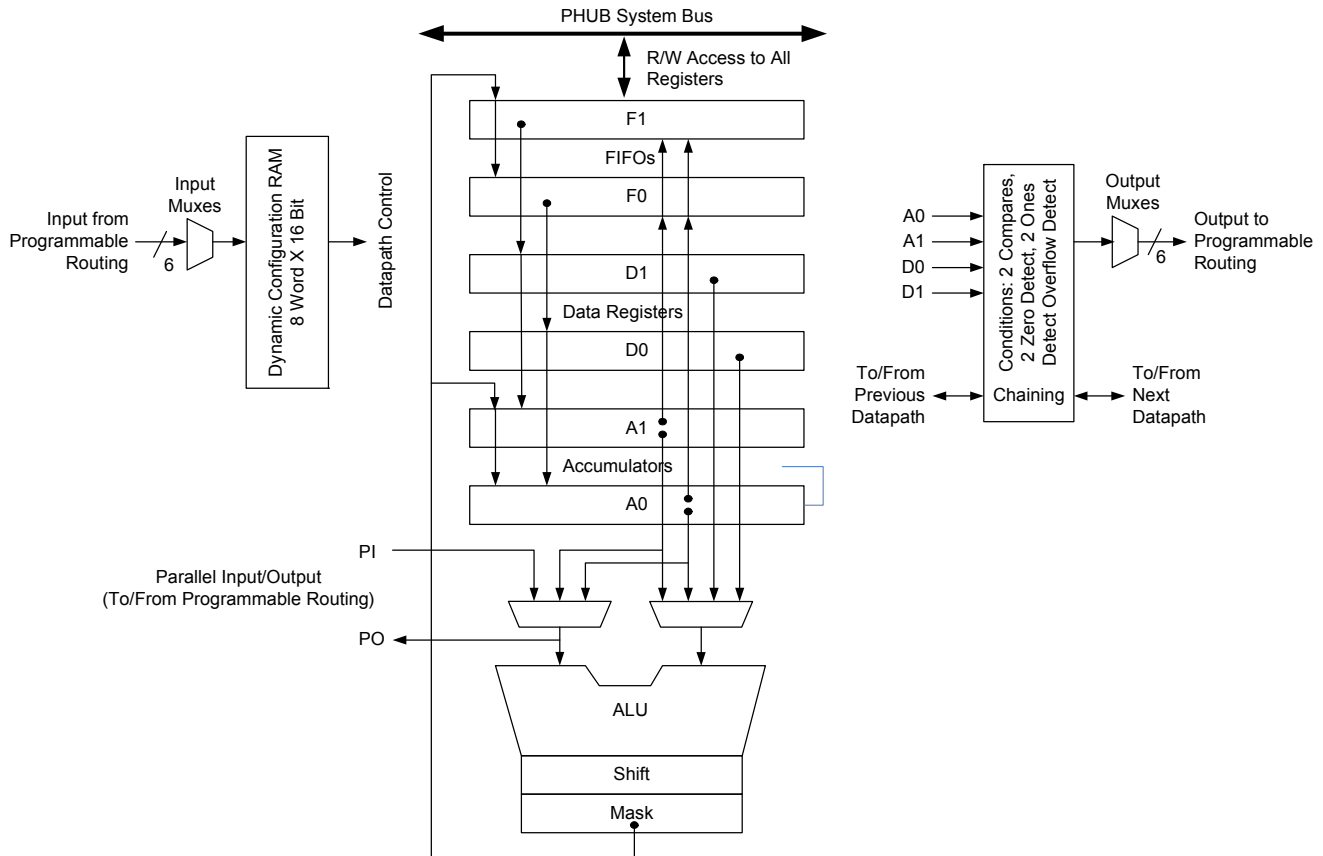 PHUB System Bus
R/W Access to All
Registers
F1
FIFOs
F0
D1
Data Registers
D0
A1
Accumulators
A0
Input from
Programmable
Routing
6
Input
Muxes
Dynamic Configuration RAM
8 Word X 16 Bit
Datapath Control
PI
Parallel Input/Output
(To/From Programmable Routing)
PO
ALU
Shift
Mask
A0
A1
D0
D1
Conditions: 2 Compares,
2 Zero Detect, 2 Ones
Detect Overflow Detect
Chaining
To/From
Previous
Datapath
To/From
Next
Datapath
Output
Muxes
6
Output to
Programmable
Routing